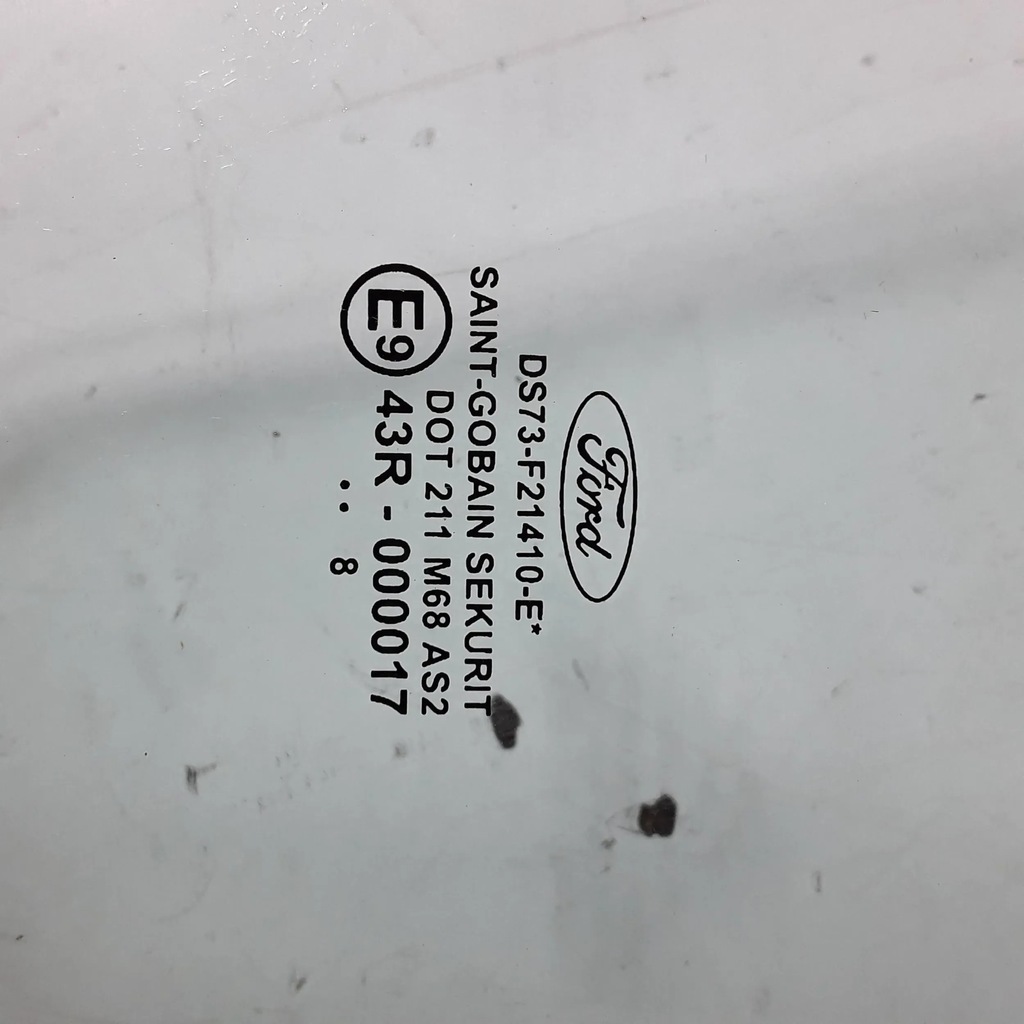 Ford
DS73-F21410-E*
SAINT-GOBAIN SEKURIT
DOT 211 M68 AS2
E9 43R - 000017
.. 8